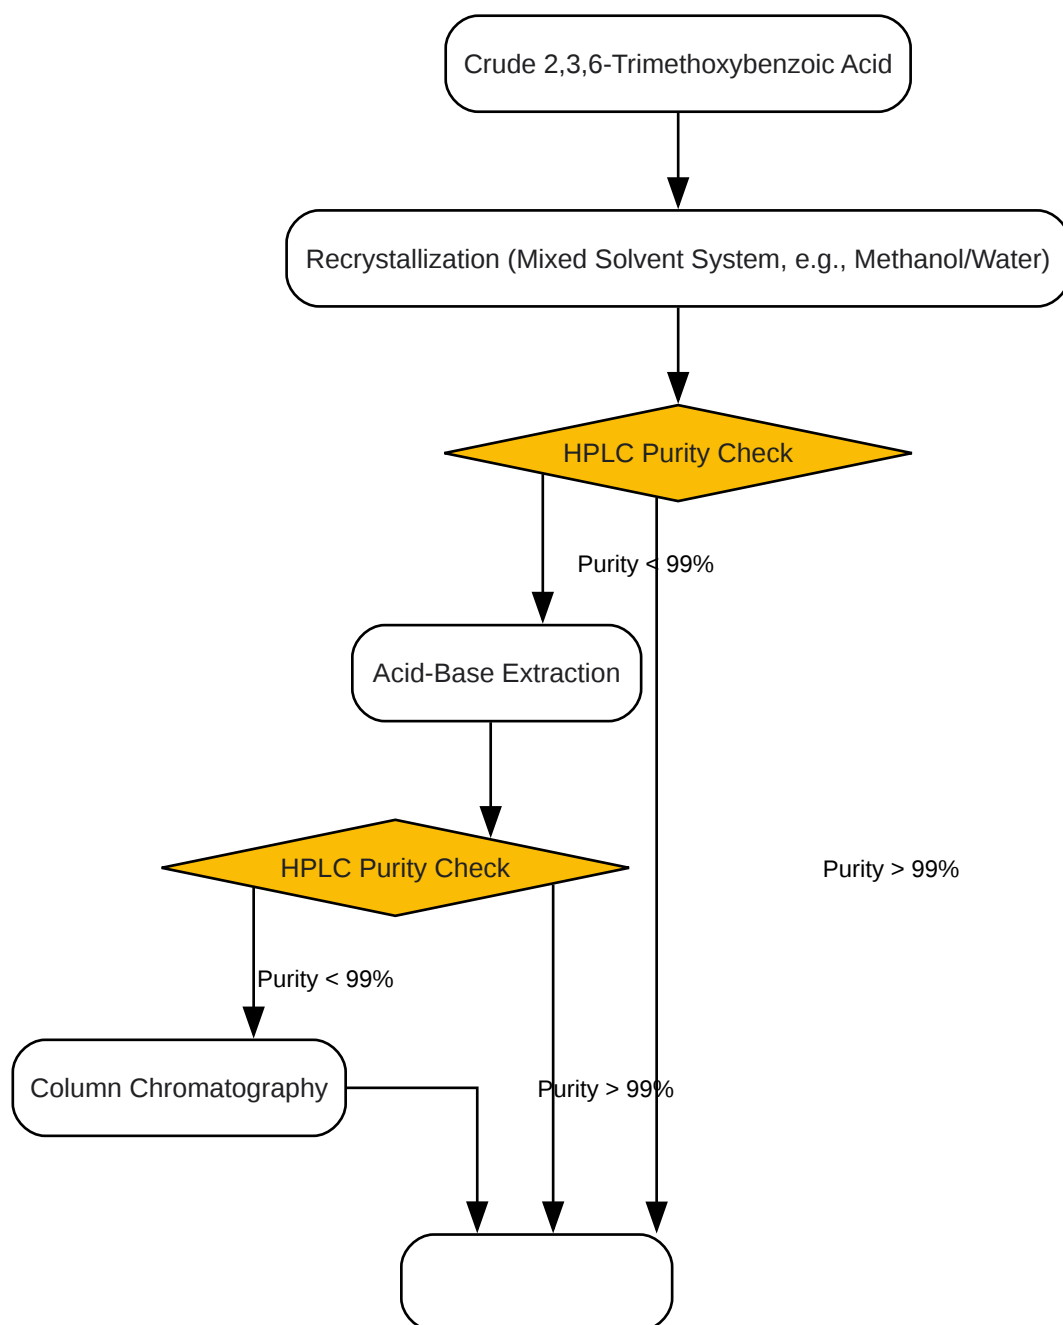 Crude 2,3,6-Trimethoxybenzoic Acid
Recrystallization (Mixed Solvent System, e.g., Methanol/Water)
HPLC Purity Check
Purity < 99%
Acid-Base Extraction
HPLC Purity Check
Purity > 99%
Purity < 99%
Column Chromatography
Purity > 99%